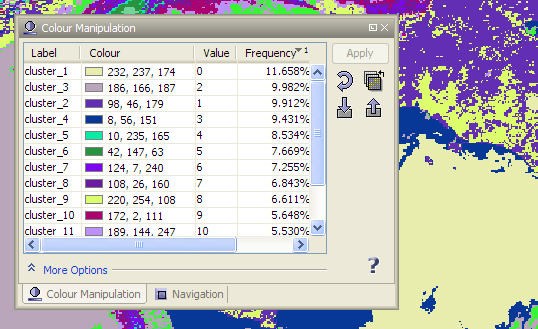 Colour Manipulation
Label Colour Value Frequency 1
cluster_1 232, 237, 174 0 11.658%
cluster_3 186, 166, 187 2 9.982%
cluster_2 98, 46, 179 1 9.912%
cluster_4 8, 56, 151 3 9.431%
cluster_5 10, 235, 165 4 8.534%
cluster_6 42, 147, 63 5 7.669%
cluster_7 124, 7, 240 6 7.255%
cluster_8 108, 26, 160 7 6.843%
cluster_9 220, 254, 108 8 6.611%
cluster_10 172, 2, 111 9 5.648%
cluster_11 189, 144, 247 10 5.530%
Apply
More Options
?
Colour Manipulation Navigation